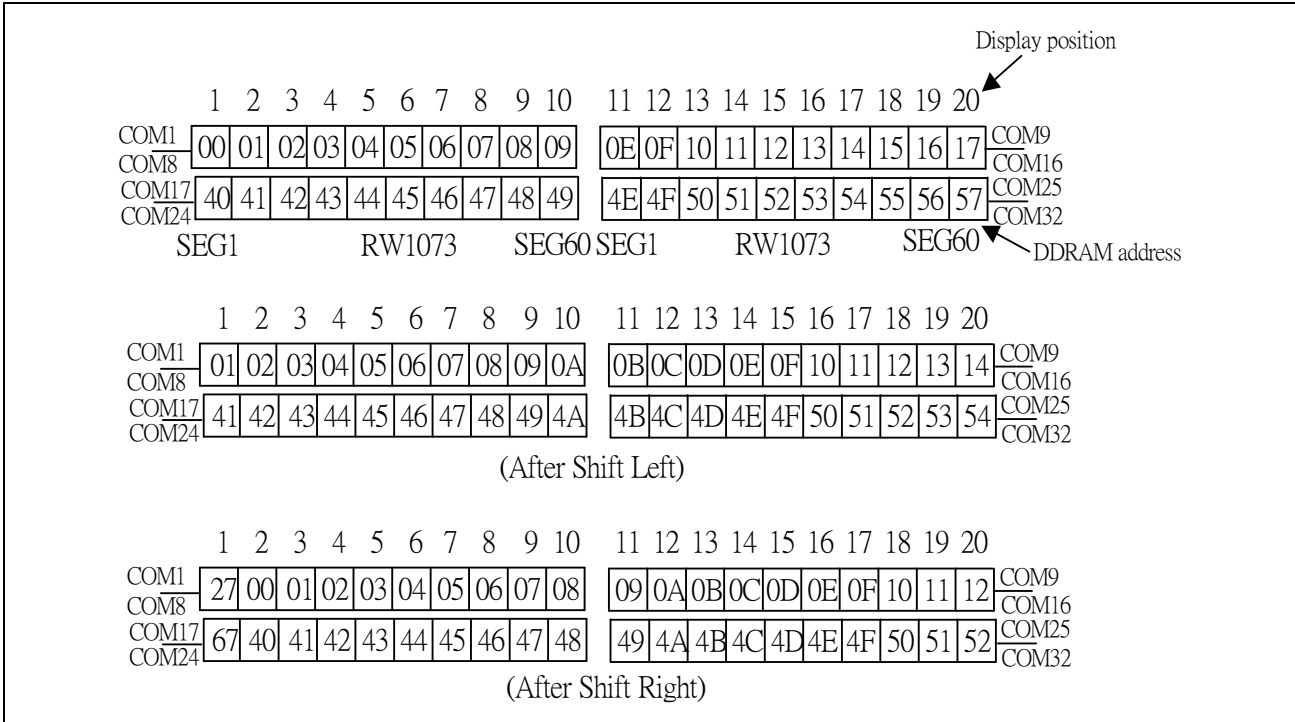 Display position
1 2 3 4 5 6 7 8 9 10 11 12 13 14 15 16 17 18 19 20
COM1 00 01 02 03 04 05 06 07 08 09 0E 0F 10 11 12 13 14 15 16 17 COM9
COM8 COM16
COM17 40 41 42 43 44 45 46 47 48 49 4E 4F 50 51 52 53 54 55 56 57 COM25
COM24 COM32
SEG1 RW1073 SEG60 SEG1 RW1073 SEG60 DDRAM address
1 2 3 4 5 6 7 8 9 10 11 12 13 14 15 16 17 18 19 20
COM1 01 02 03 04 05 06 07 08 09 0A 0B 0C 0D 0E 0F 10 11 12 13 14 COM9
COM8 COM16
COM17 41 42 43 44 45 46 47 48 49 4A 4B 4C 4D 4E 4F 50 51 52 53 54 COM25
COM24 COM32
(After Shift Left)
1 2 3 4 5 6 7 8 9 10 11 12 13 14 15 16 17 18 19 20
COM1 27 00 01 02 03 04 05 06 07 08 09 0A 0B 0C 0D 0E 0F 10 11 12 COM9
COM8 COM16
COM17 67 40 41 42 43 44 45 46 47 48 49 4A 4B 4C 4D 4E 4F 50 51 52 COM25
COM24 COM32
(After Shift Right)